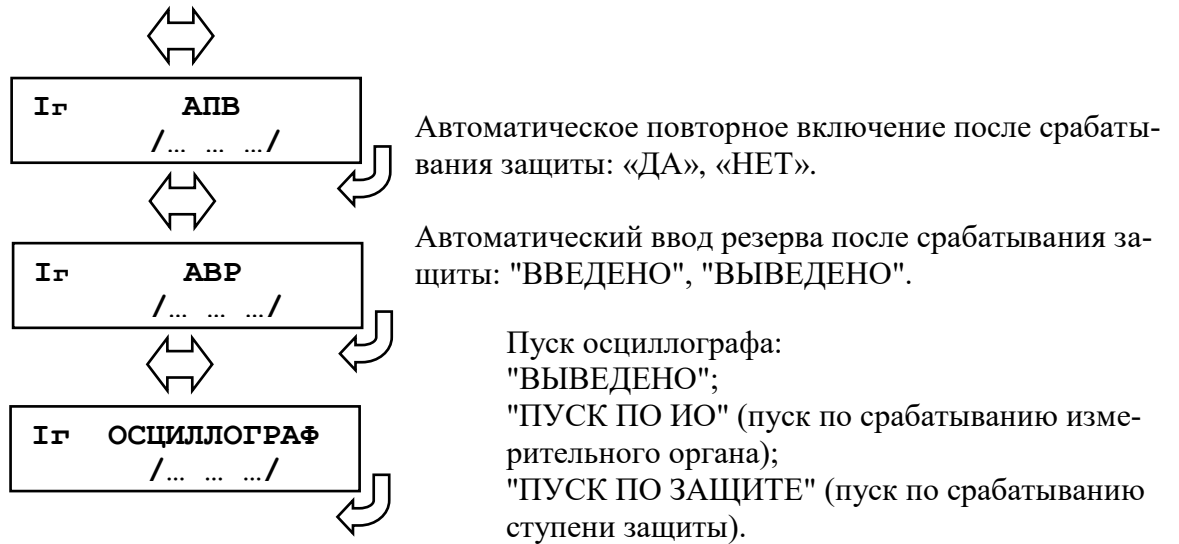 Iг АПВ
/… … …/
Автоматическое повторное включение после срабаты-
вания защиты: «ДА», «НЕТ».
Iг АВР
/… … …/
Автоматический ввод резерва после срабатывания за-
щиты: "ВВЕДЕНО", "ВЫВЕДЕНО".
Iг ОСЦИЛЛОГРАФ
/… … …/
Пуск осциллографа:
"ВЫВЕДЕНО";
"ПУСК ПО ИО" (пуск по срабатыванию изме-
рительного органа);
"ПУСК ПО ЗАЩИТЕ" (пуск по срабатыванию
ступени защиты).